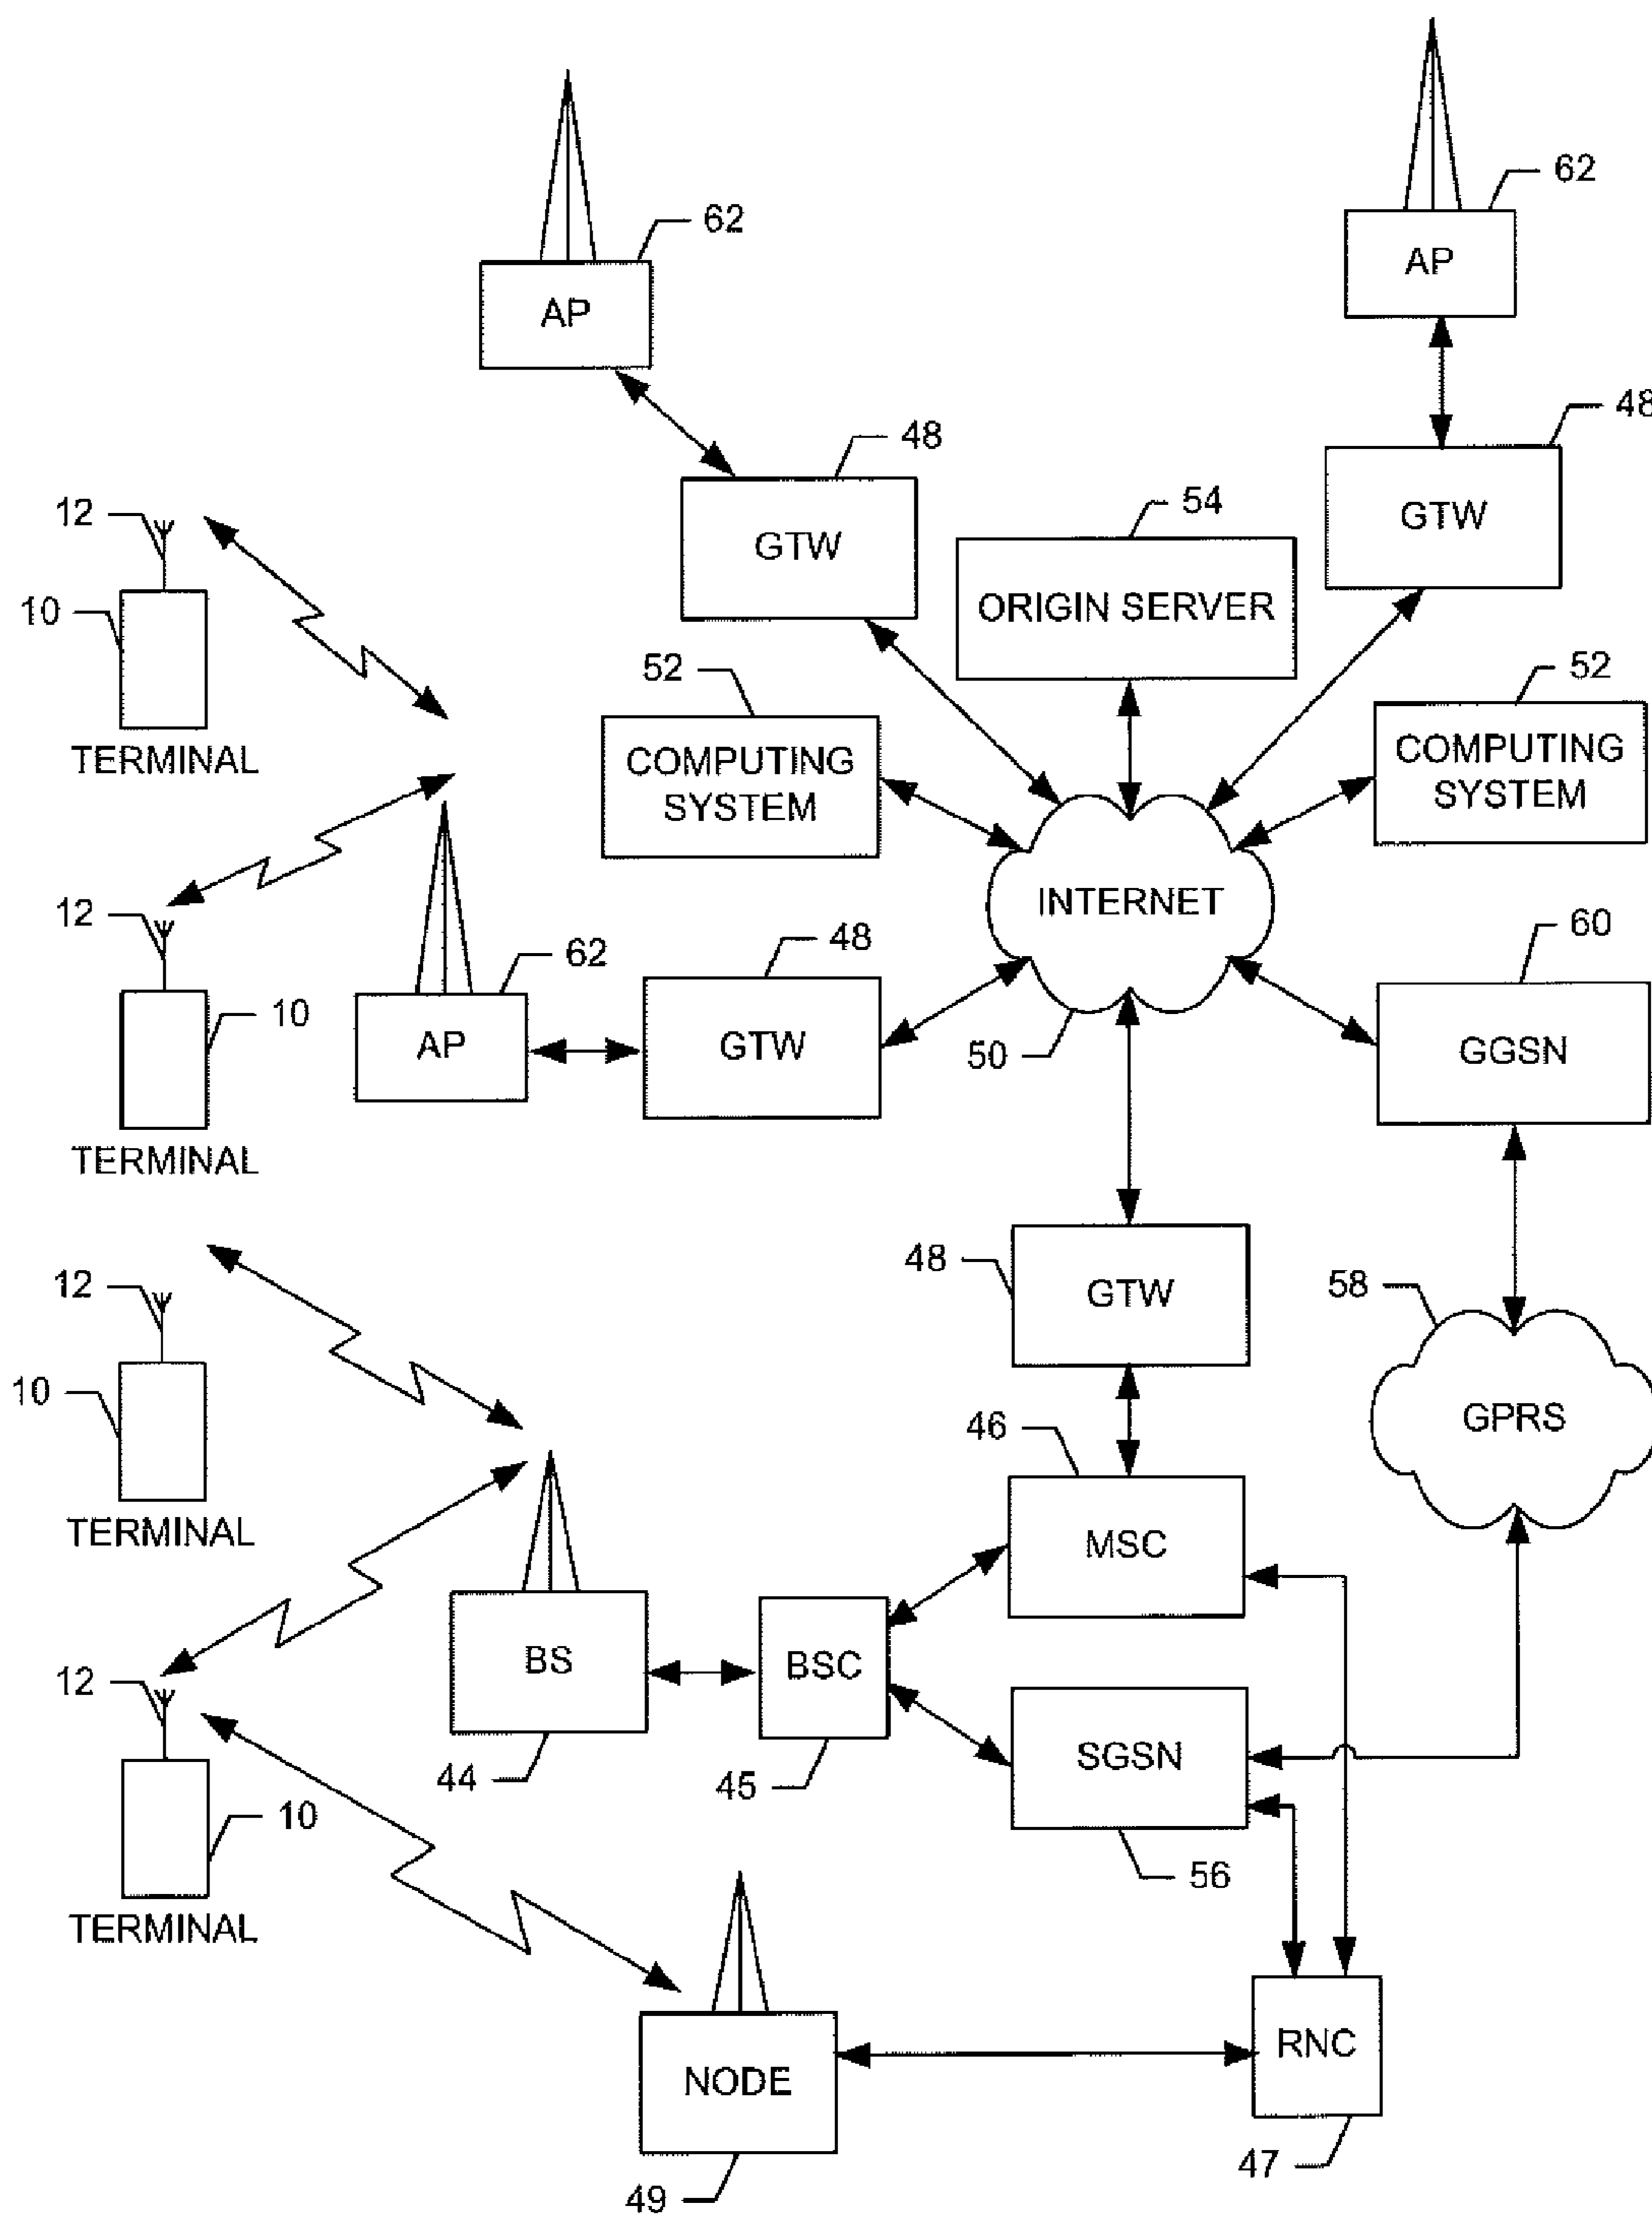 62
AP
62
AP
48
GTW
48
GTW
54
ORIGIN SERVER
12
10
TERMINAL
52
COMPUTING
SYSTEM
52
COMPUTING
SYSTEM
INTERNET
50
12
10
TERMINAL
62
AP
48
GTW
60
GGSN
48
GTW
58
GPRS
12
10
TERMINAL
46
MSC
BS
44
BSC
45
SGSN
56
12
10
TERMINAL
NODE
49
RNC
47